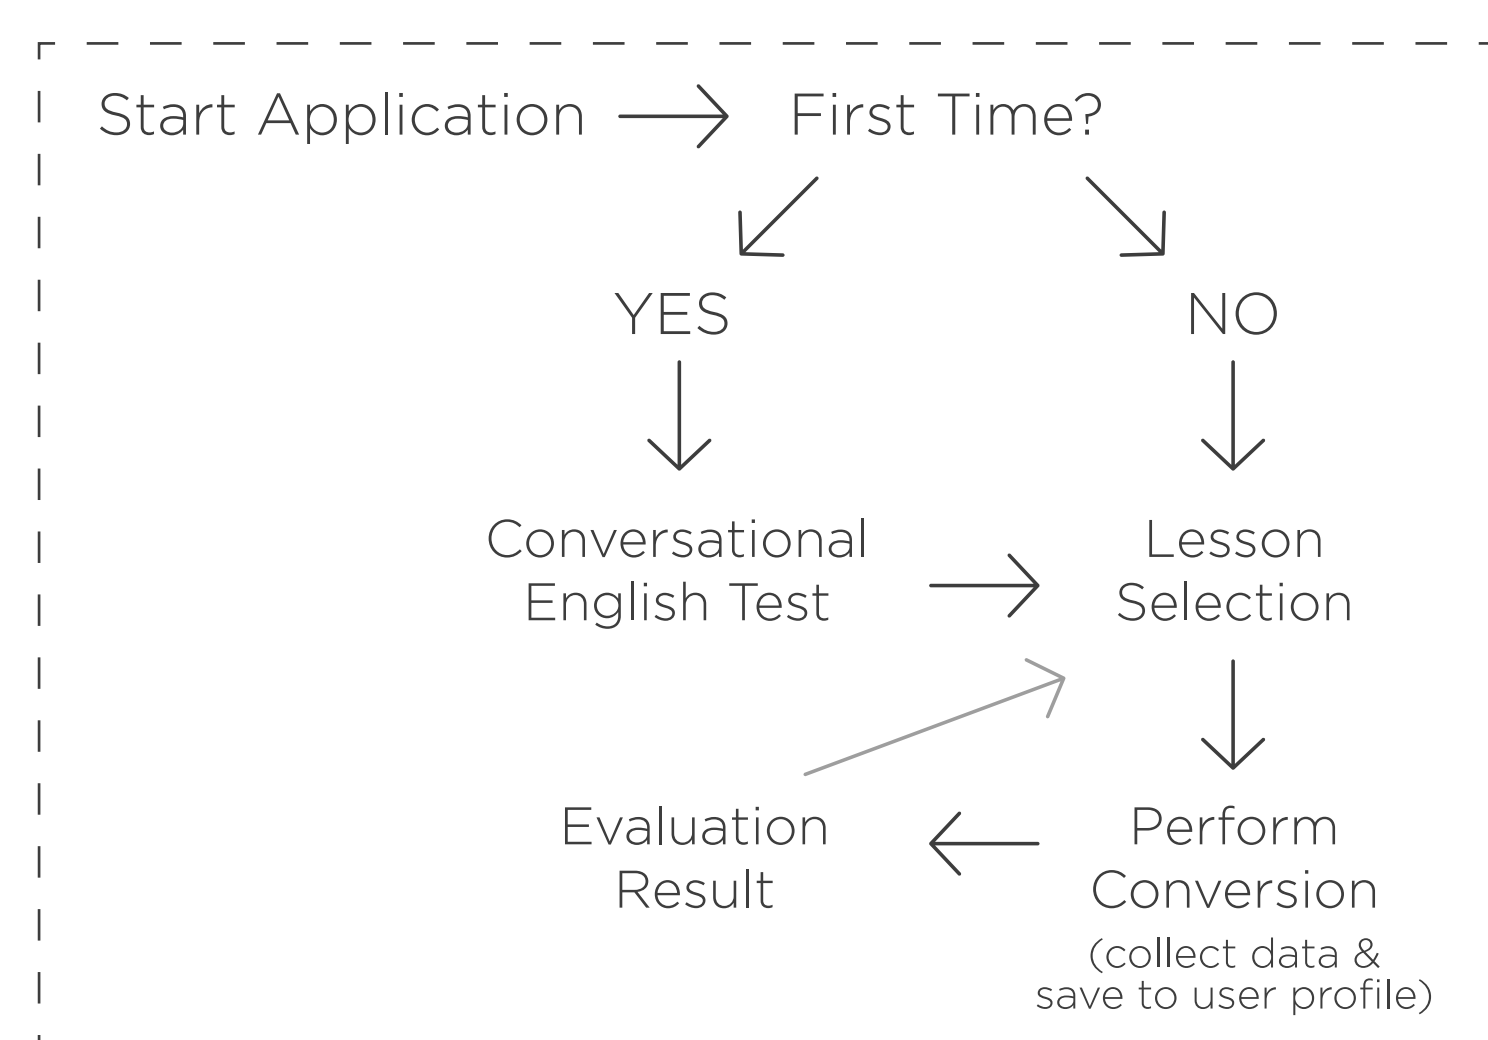 Start Application
First Time?
YES
NO
Conversational
English Test
Lesson
Selection
Evaluation
Result
Perform
Conversion
(collect data &
save to user profile)